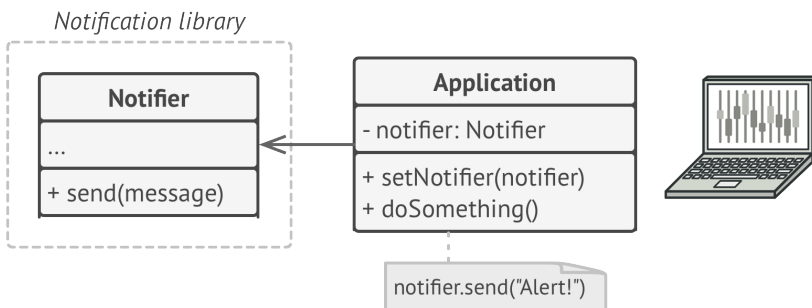 Notification library
Notifier
...
+ send(message)
Application
- notifier: Notifier
+ setNotifier(notifier)
+ doSomething()
notifier.send("Alert!")